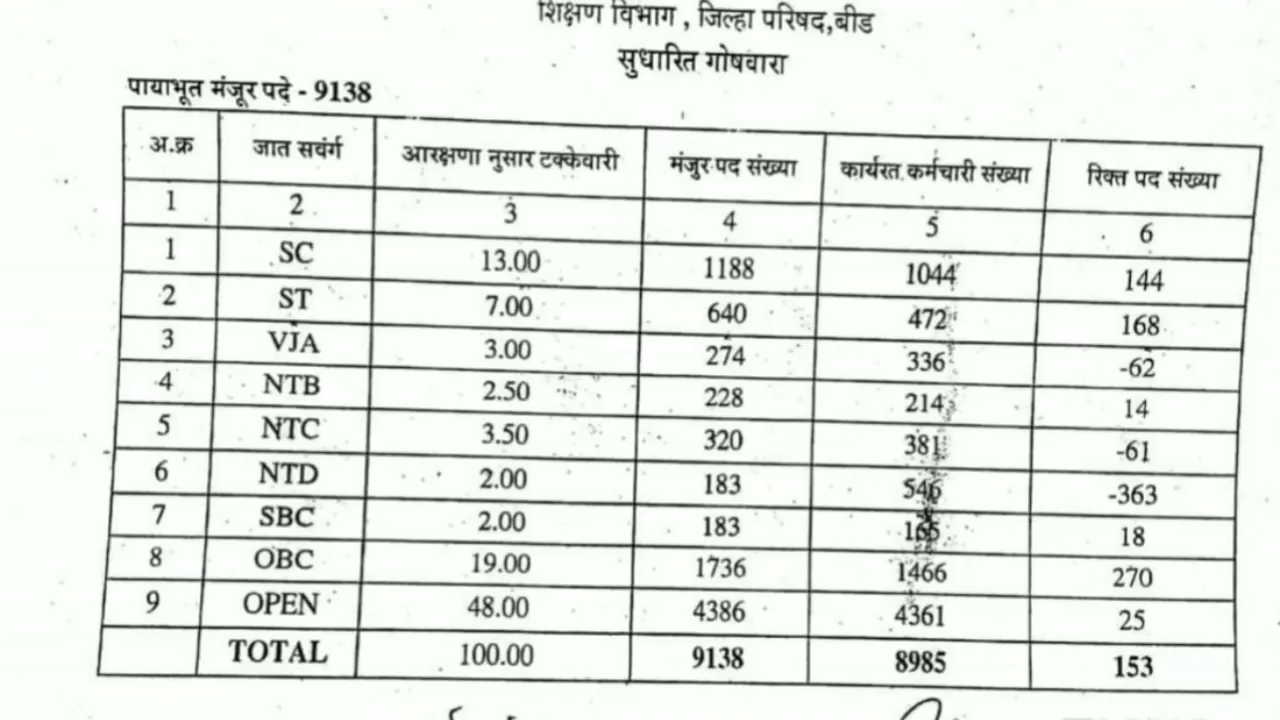 शिक्षण विभाग , जिल्हा परिषद,बीड
सुधारित गोषवारा
पायाभूत मंजूर पदे - 9138
अ.क्र जात सवंर्ग आरक्षणा नुसार टक्केवारी मंजुर पद संख्या कार्यरत कर्मचारी संख्या रिक्त पद संख्या
1 2 3 4 5 6
1 SC 13.00 1188 1044 144
2 ST 7.00 640 472 168
3 VJA 3.00 274 336 -62
4 NTB 2.50 228 214 14
5 NTC 3.50 320 381 -61
6 NTD 2.00 183 546 -363
7 SBC 2.00 183 165 18
8 OBC 19.00 1736 1466 270
9 OPEN 48.00 4386 4361 25
TOTAL 100.00 9138 8985 153